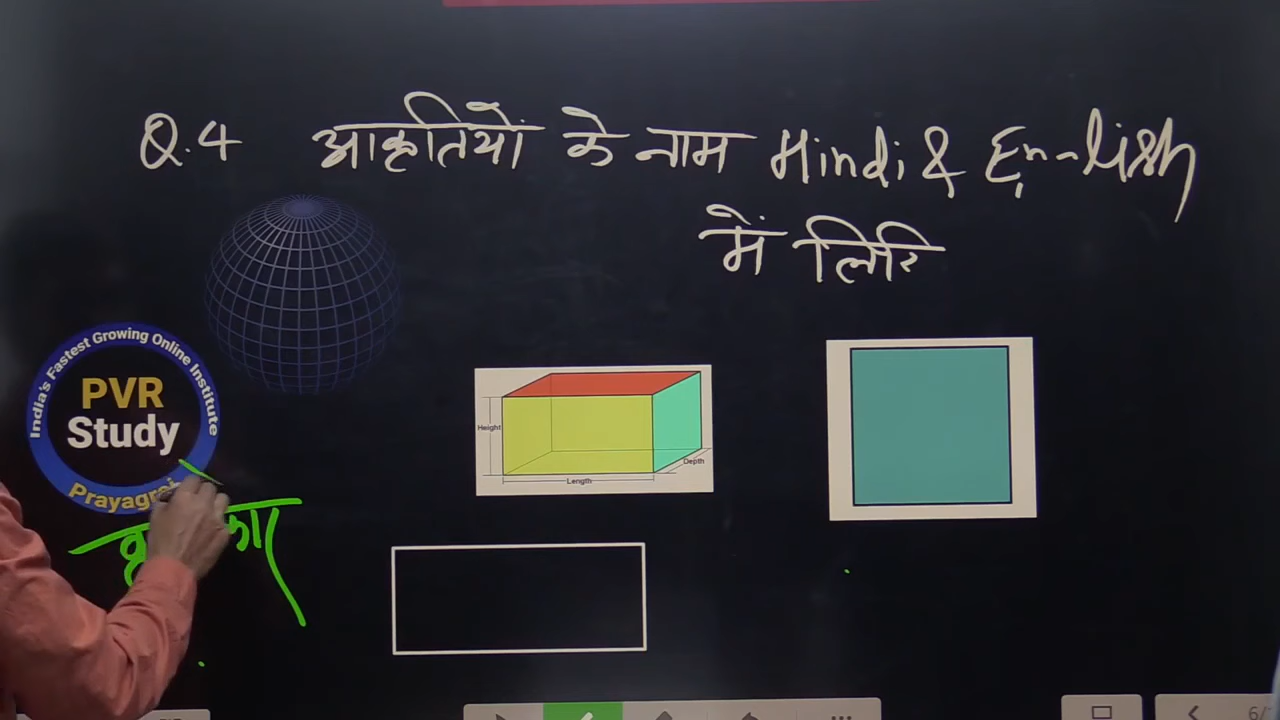 Q.4 आकृतियों के नाम Hindi & English
में लिरि
India's Fastest Growing Online Institute
PVR
Study
Height
Depth
Length